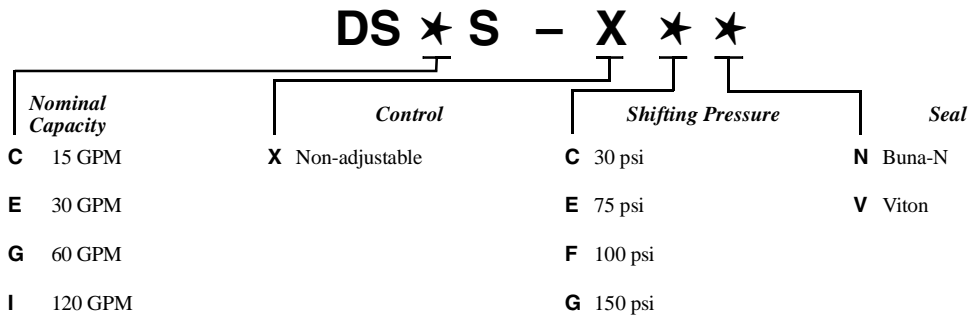 DS ✶ S – X ✶ ✶
Nominal Capacity
C 15 GPM
E 30 GPM
G 60 GPM
I 120 GPM
Control
X Non-adjustable
Shifting Pressure
C 30 psi
E 75 psi
F 100 psi
G 150 psi
Seal
N Buna-N
V Viton